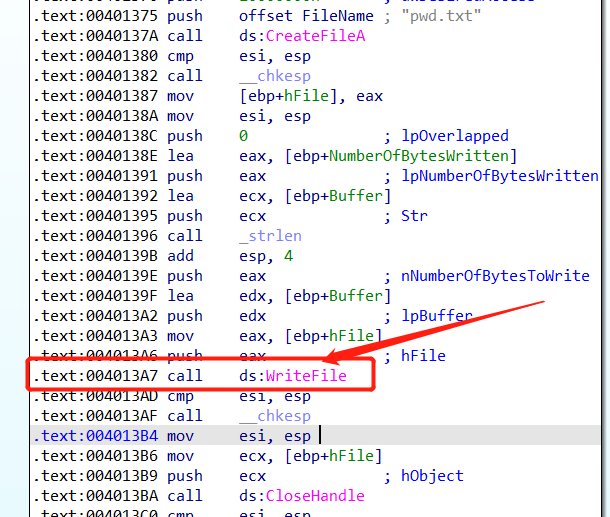 .text:00401375 push offset FileName ; "pwd.txt"
.text:0040137A call ds:CreateFileA
.text:00401380 cmp esi, esp
.text:00401382 call __chkesp
.text:00401387 mov [ebp+hFile], eax
.text:0040138A mov esi, esp
.text:0040138C push 0 ; lpOverlapped
.text:0040138E lea eax, [ebp+NumberOfBytesWritten]
.text:00401391 push eax ; lpNumberOfBytesWritten
.text:00401392 lea ecx, [ebp+Buffer]
.text:00401395 push ecx ; Str
.text:00401396 call _strlen
.text:0040139B add esp, 4
.text:0040139E push eax ; nNumberOfBytesToWrite
.text:0040139F lea edx, [ebp+Buffer]
.text:004013A2 push edx ; lpBuffer
.text:004013A3 mov eax, [ebp+hFile]
.text:004013A6 push eax ; hFile
.text:004013A7 call ds:WriteFile
.text:004013AD cmp esi, esp
.text:004013AF call __chkesp
.text:004013B4 mov esi, esp
.text:004013B6 mov ecx, [ebp+hFile]
.text:004013B9 push ecx ; hObject
.text:004013BA call ds:CloseHandle
.text:004013C0 cmp esi, esp